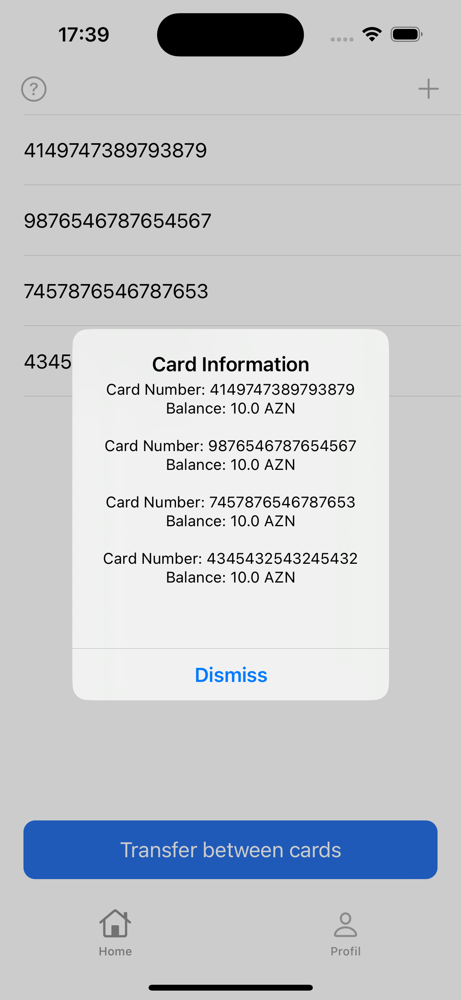 17:39
?
4149747389793879
9876546787654567
7457876546787653
4345
Card Information
Card Number: 4149747389793879
Balance: 10.0 AZN
Card Number: 9876546787654567
Balance: 10.0 AZN
Card Number: 7457876546787653
Balance: 10.0 AZN
Card Number: 4345432543245432
Balance: 10.0 AZN
Dismiss
Transfer between cards
Home
Profil